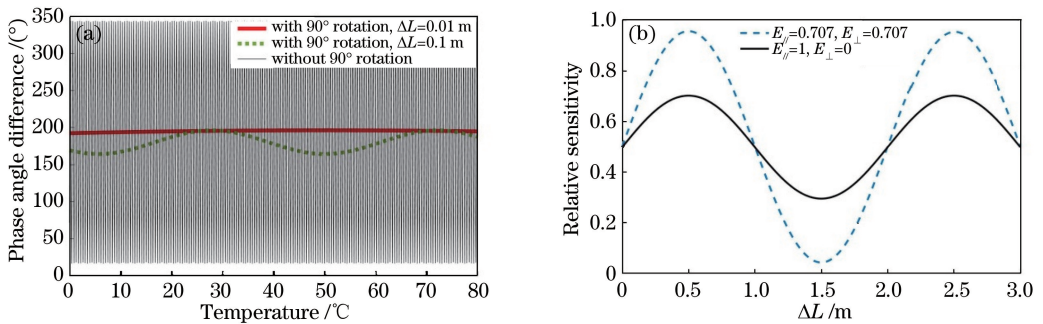 (a)
with 90° rotation, ΔL=0.01 m
with 90° rotation, ΔL=0.1 m
without 90° rotation
Phase angle difference /(°)
350
300
250
200
150
100
50
0
0 10 20 30 40 50 60 70 80
Temperature /℃
(b)
E∥=0.707, E⊥=0.707
E∥=1, E⊥=0
Relative sensitivity
1.0
0.8
0.6
0.4
0.2
0
0 0.5 1.0 1.5 2.0 2.5 3.0
ΔL /m